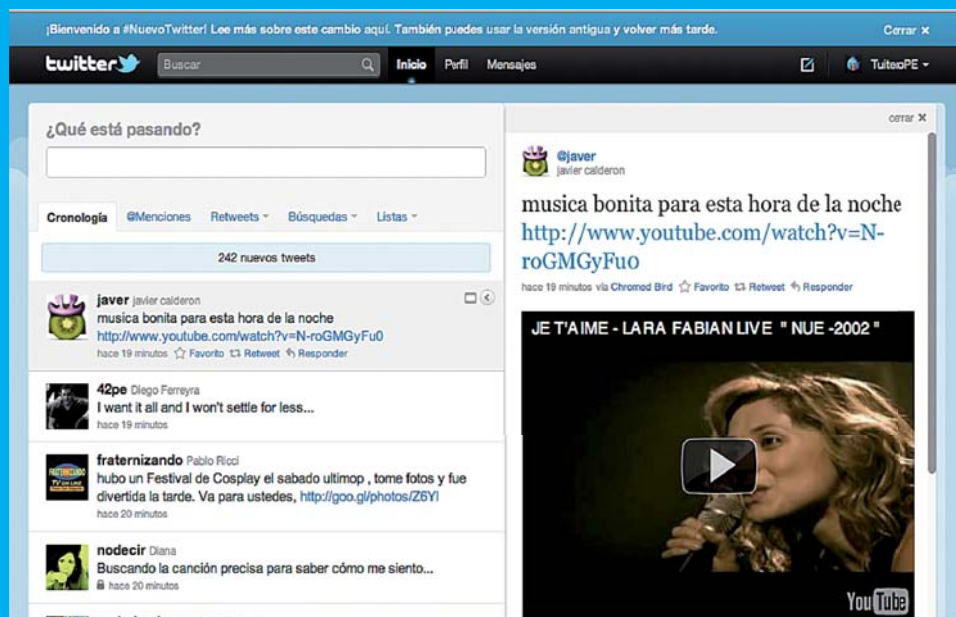 ¡Bienvenido a #NuevoTwitter! Lee más sobre este cambio aquí. También puedes usar la versión antigua y volver más tarde. Cerrar ×
twitter Buscar Inicio Perfil Mensajes TuiteroPE
¿Qué está pasando?
Cronología @Menciones Retweets Búsquedas Listas
242 nuevos tweets
javer javier calderon
musica bonita para esta hora de la noche
http://www.youtube.com/watch?v=N-roGMGyFu0
hace 19 minutos Favorito Retweet Responder
42pe Diego Ferreyra
I want it all and I won't settle for less...
hace 19 minutos
FRATERNIZANDO
fraternizando Pablo Ricci
hubo un Festival de Cosplay el sabado ultimop , tome fotos y fue
divertida la tarde. Va para ustedes, http://goo.gl/photos/Z6Yl
hace 20 minutos
nodecir Diana
Buscando la canción precisa para saber cómo me siento...
hace 20 minutos
cerrar ×
@javer
javier calderon
musica bonita para esta hora de la noche
http://www.youtube.com/watch?v=N-
roGMGyFu0
hace 19 minutos vía Chromed Bird Favorito Retweet Responder
JE T'AIME - LARA FABIAN LIVE " NUE -2002 "
YouTube